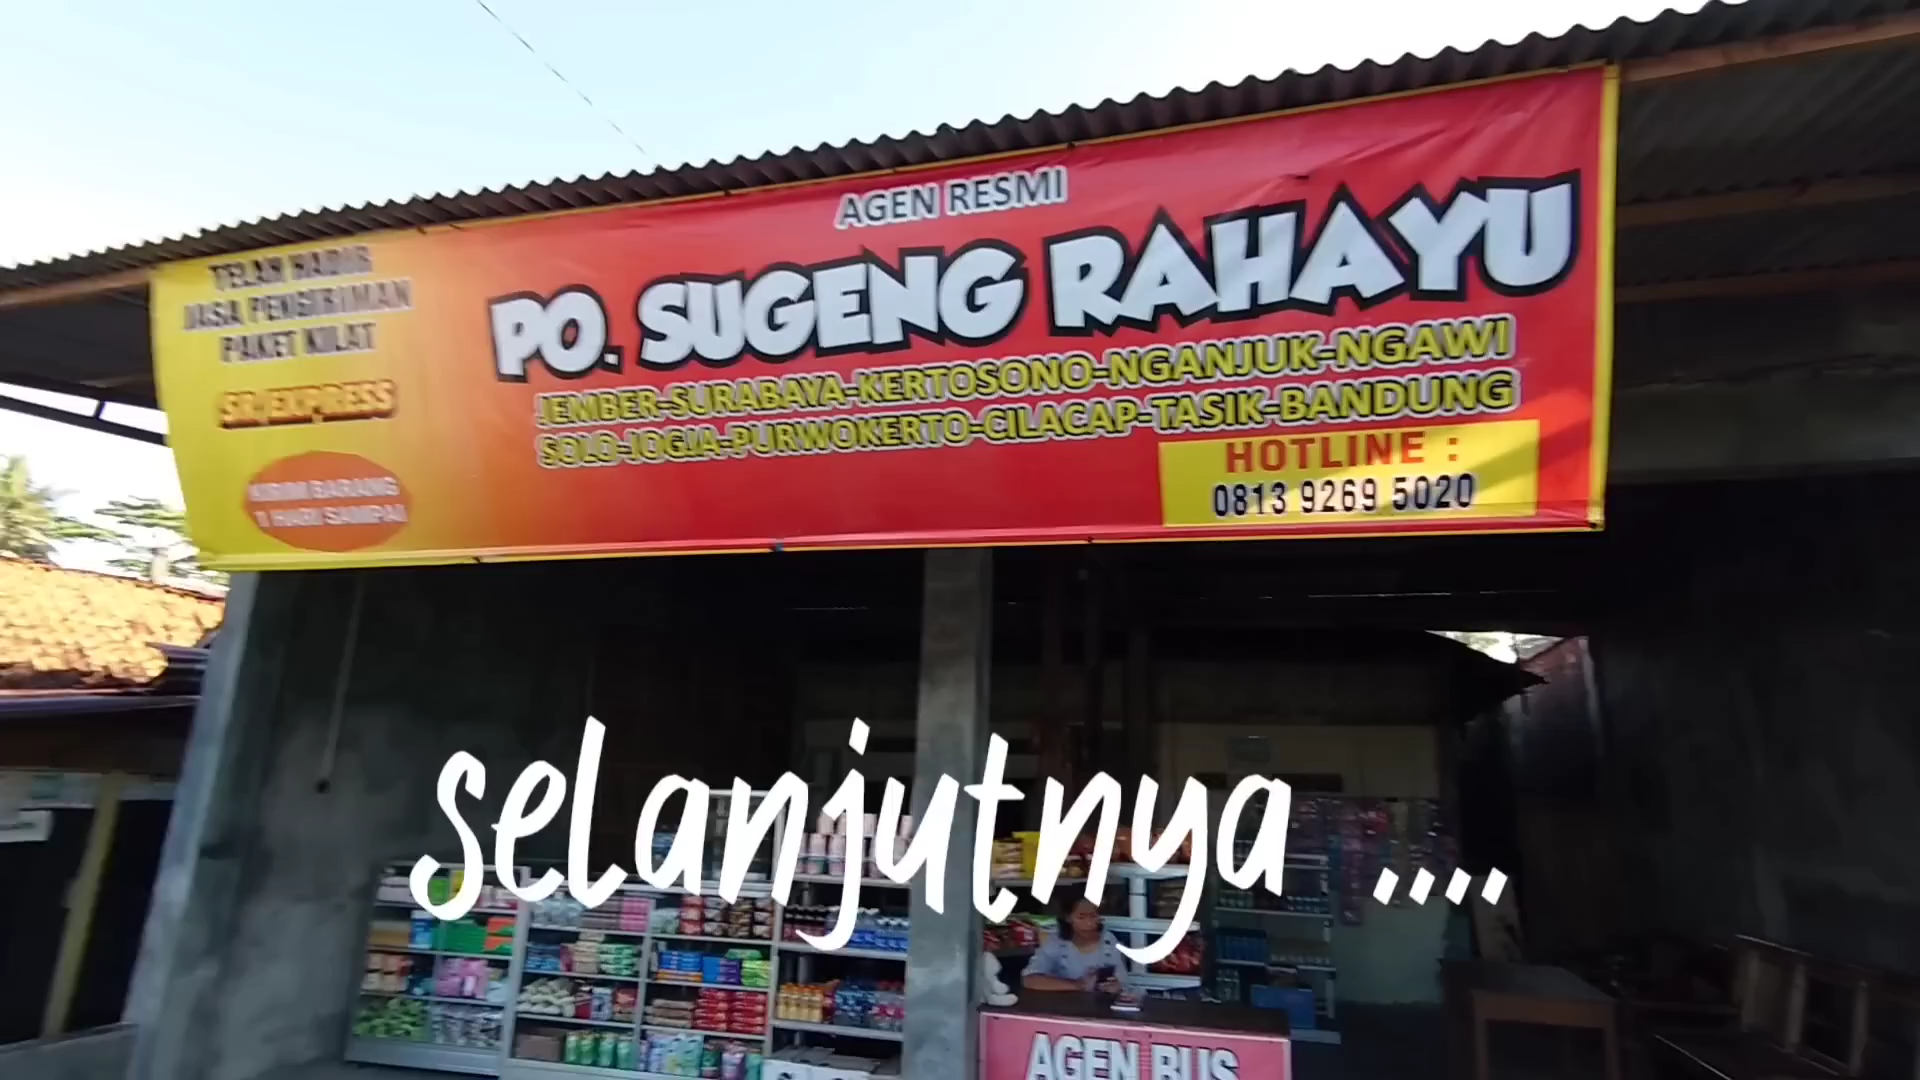 AGEN RESMI
PO. SUGENG RAHAYU
JEMBER-SURABAYA-KERTOSONO-NGANJUK-NGAWI
SOLO-JOGJA-PURWOKERTO-CILACAP-TASIK-BANDUNG
HOTLINE :
0813 9269 5020
TELAH HADIR
JASA PENGIRIMAN
PAKET KILAT
SR.EXPRESS
KIRIM BARANG
1 HARI SAMPAI
selanjutnya ....
AGEN BUS